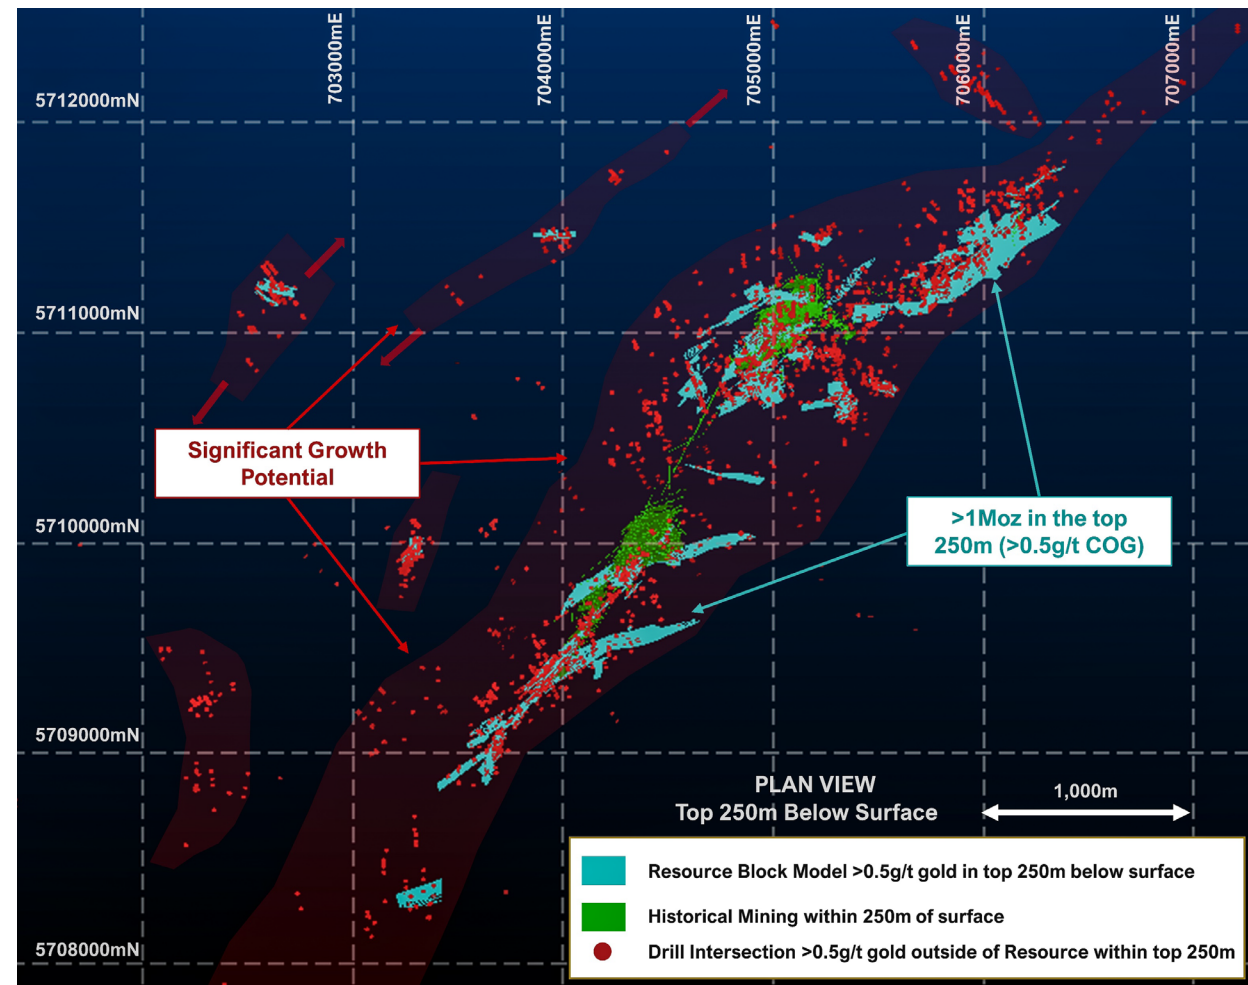 703000mE
704000mE
705000mE
706000mE
707000mE
5712000mN
5711000mN
Significant Growth
Potential
5710000mN
>1Moz in the top
250m (>0.5g/t COG)
5709000mN
PLAN VIEW
Top 250m Below Surface
1,000m
Resource Block Model >0.5g/t gold in top 250m below surface
Historical Mining within 250m of surface
Drill Intersection >0.5g/t gold outside of Resource within top 250m
5708000mN